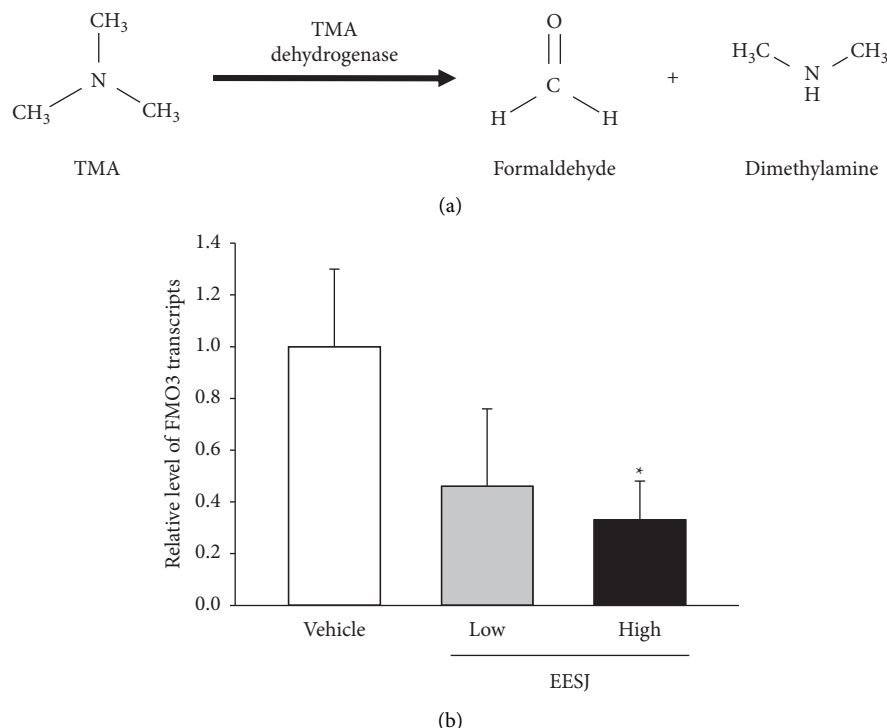 CH3
N
CH3
CH3
TMA
TMA
dehydrogenase
O
C
H
H
Formaldehyde
+
H3C
CH3
N
H
Dimethylamine
(a)
Relative level of FMO3 transcripts
1.4
1.2
1.0
0.8
0.6
0.4
0.2
0.0
*
Vehicle
Low
High
EESJ
(b)